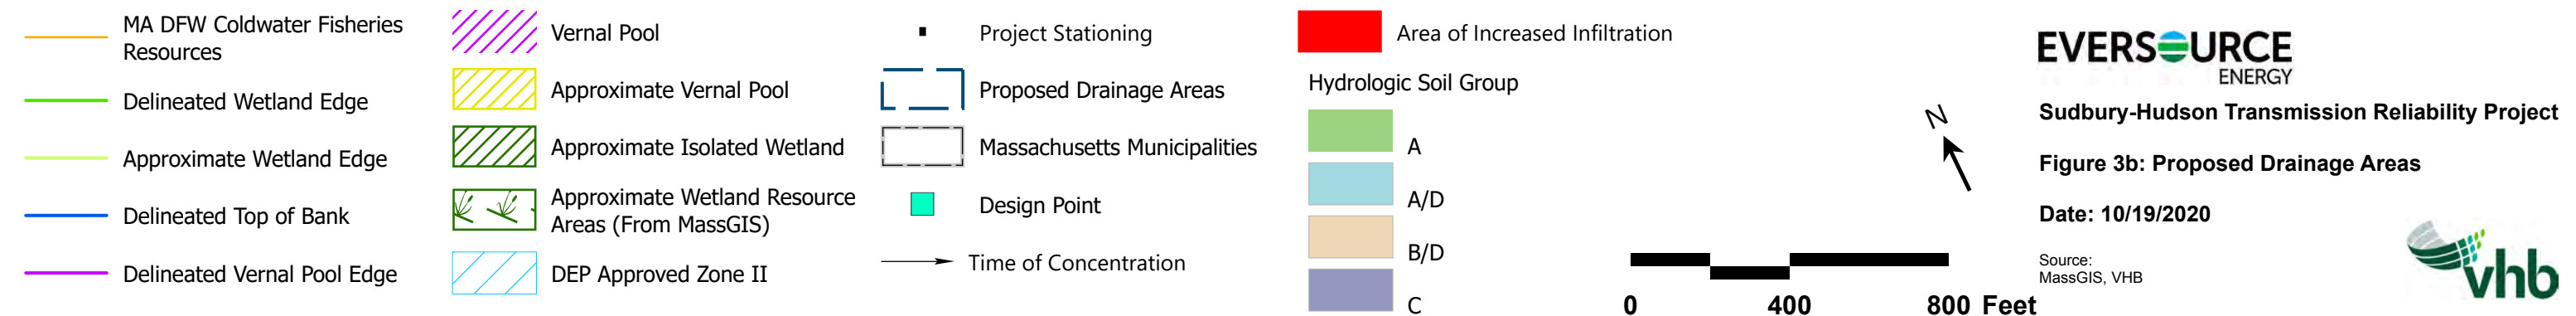 MA DFW Coldwater Fisheries
Resources
Delineated Wetland Edge
Approximate Wetland Edge
Delineated Top of Bank
Delineated Vernal Pool Edge
Vernal Pool
Approximate Vernal Pool
Approximate Isolated Wetland
Approximate Wetland Resource
Areas (From MassGIS)
DEP Approved Zone II
Project Stationing
Proposed Drainage Areas
Massachusetts Municipalities
Design Point
Time of Concentration
Area of Increased Infiltration
Hydrologic Soil Group
A
A/D
B/D
C
N
0 400 800 Feet
EVERSOURCE
ENERGY
Sudbury-Hudson Transmission Reliability Project
Figure 3b: Proposed Drainage Areas
Date: 10/19/2020
Source:
MassGIS, VHB
vhb